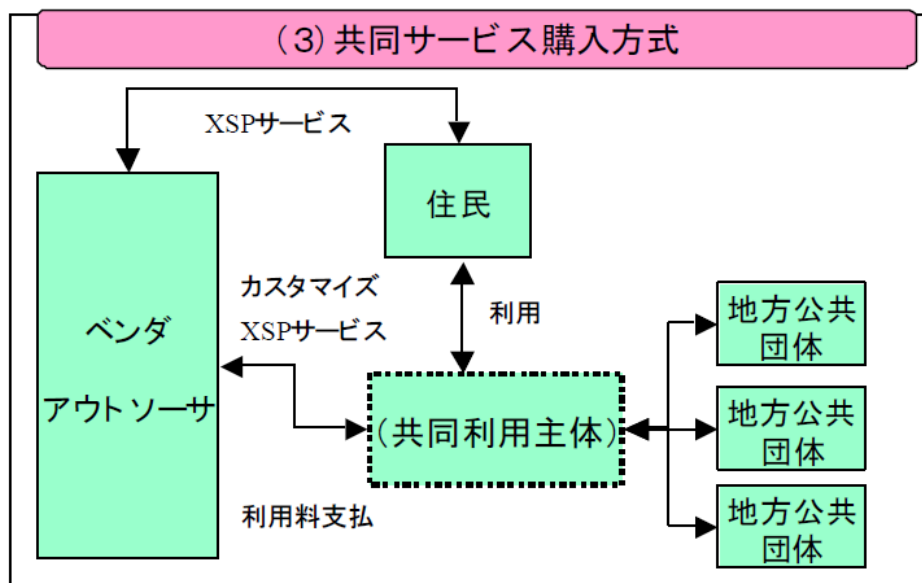 (3)共同サービス購入方式
XSPサービス
住民
カスタマイズ
XSPサービス
利用
ベンダ
アウトソーサ
(共同利用主体)
利用料支払
地方公共
団体
地方公共
団体
地方公共
団体